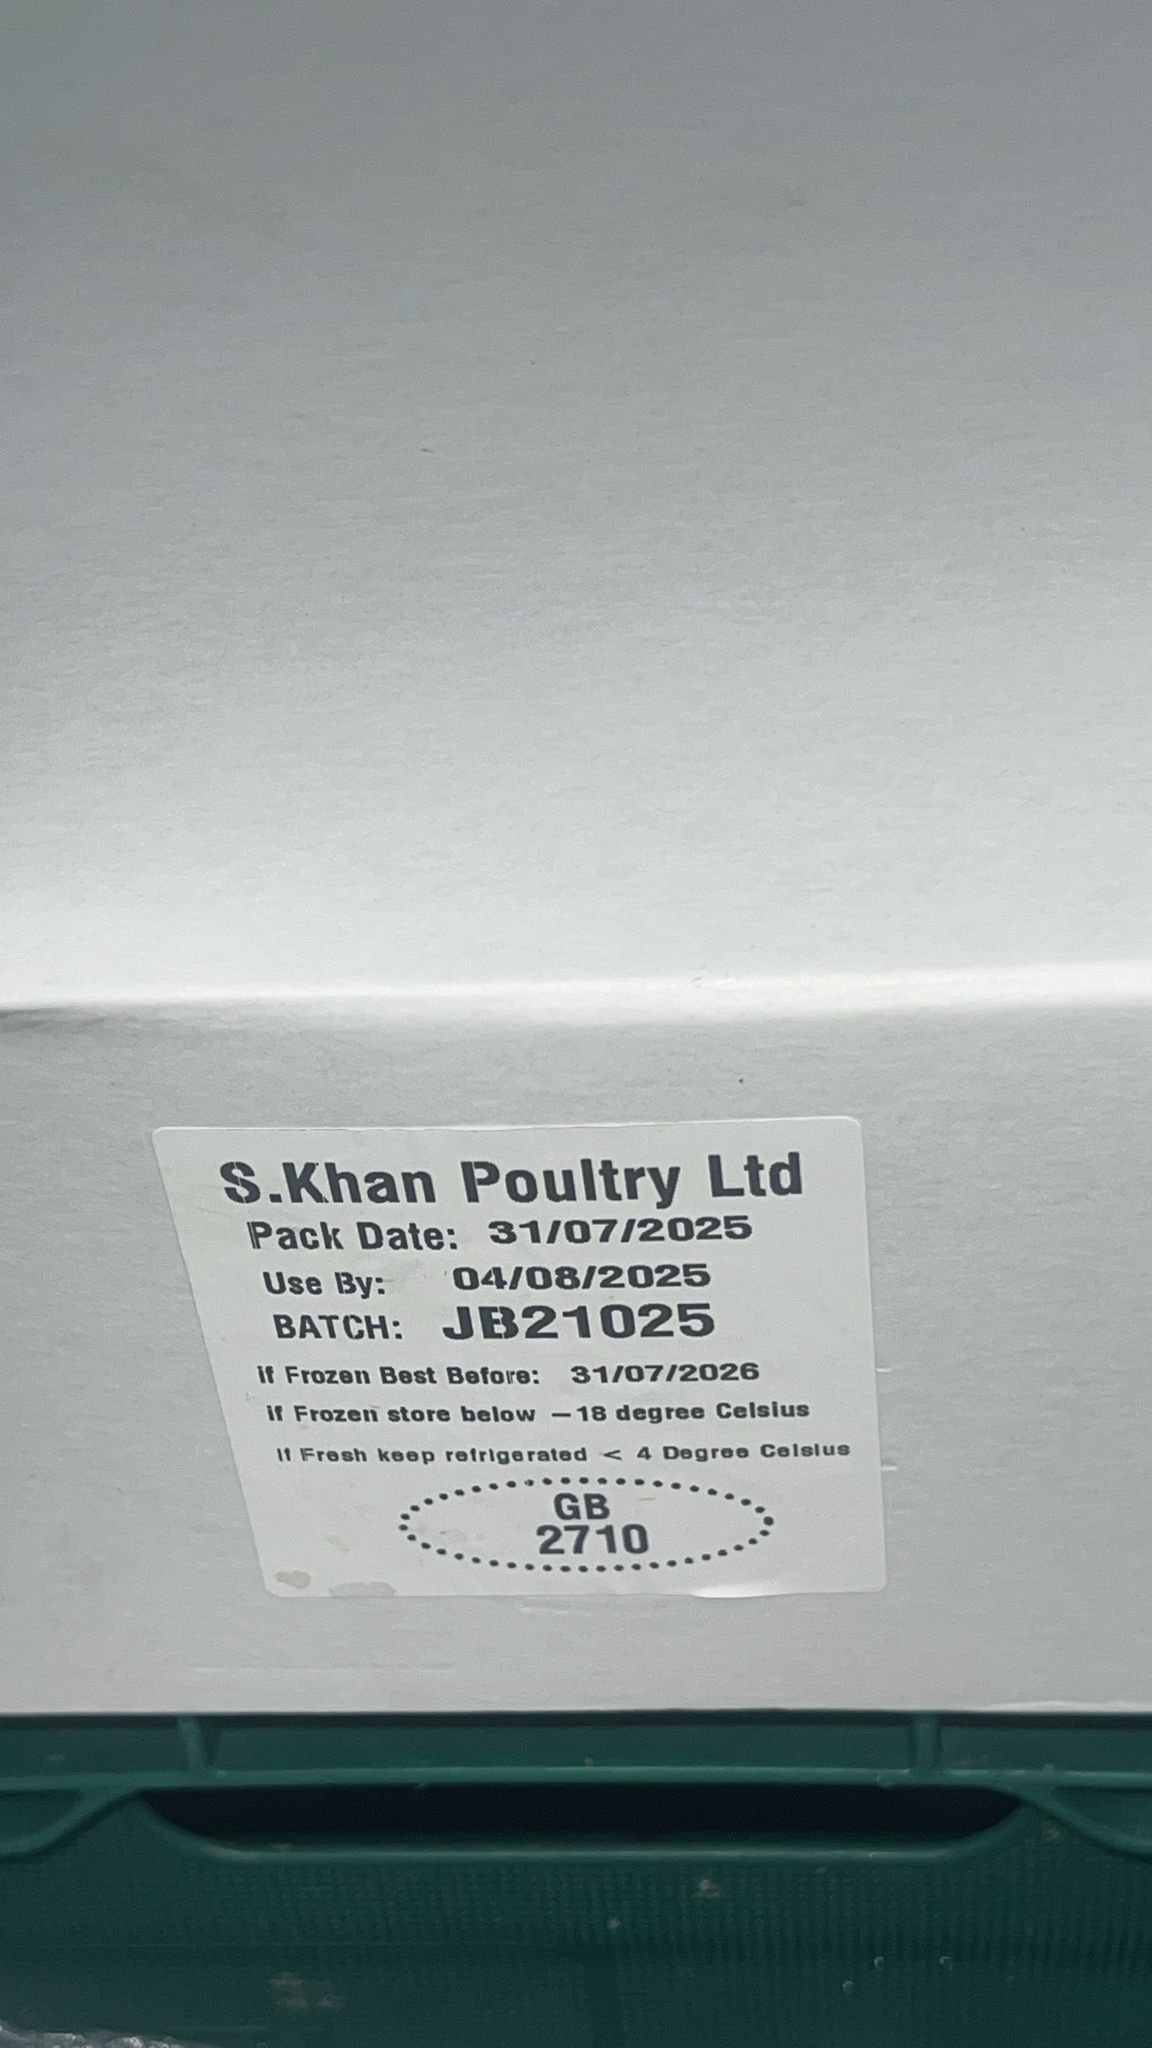 S.Khan Poultry Ltd
Pack Date: 31/07/2025
Use By: 04/08/2025
BATCH: JB21025
if Frozen Best Before: 31/07/2026
if Frozen store below –18 degree Celsius
If Fresh keep refrigerated < 4 Degree Celsius
GB
2710